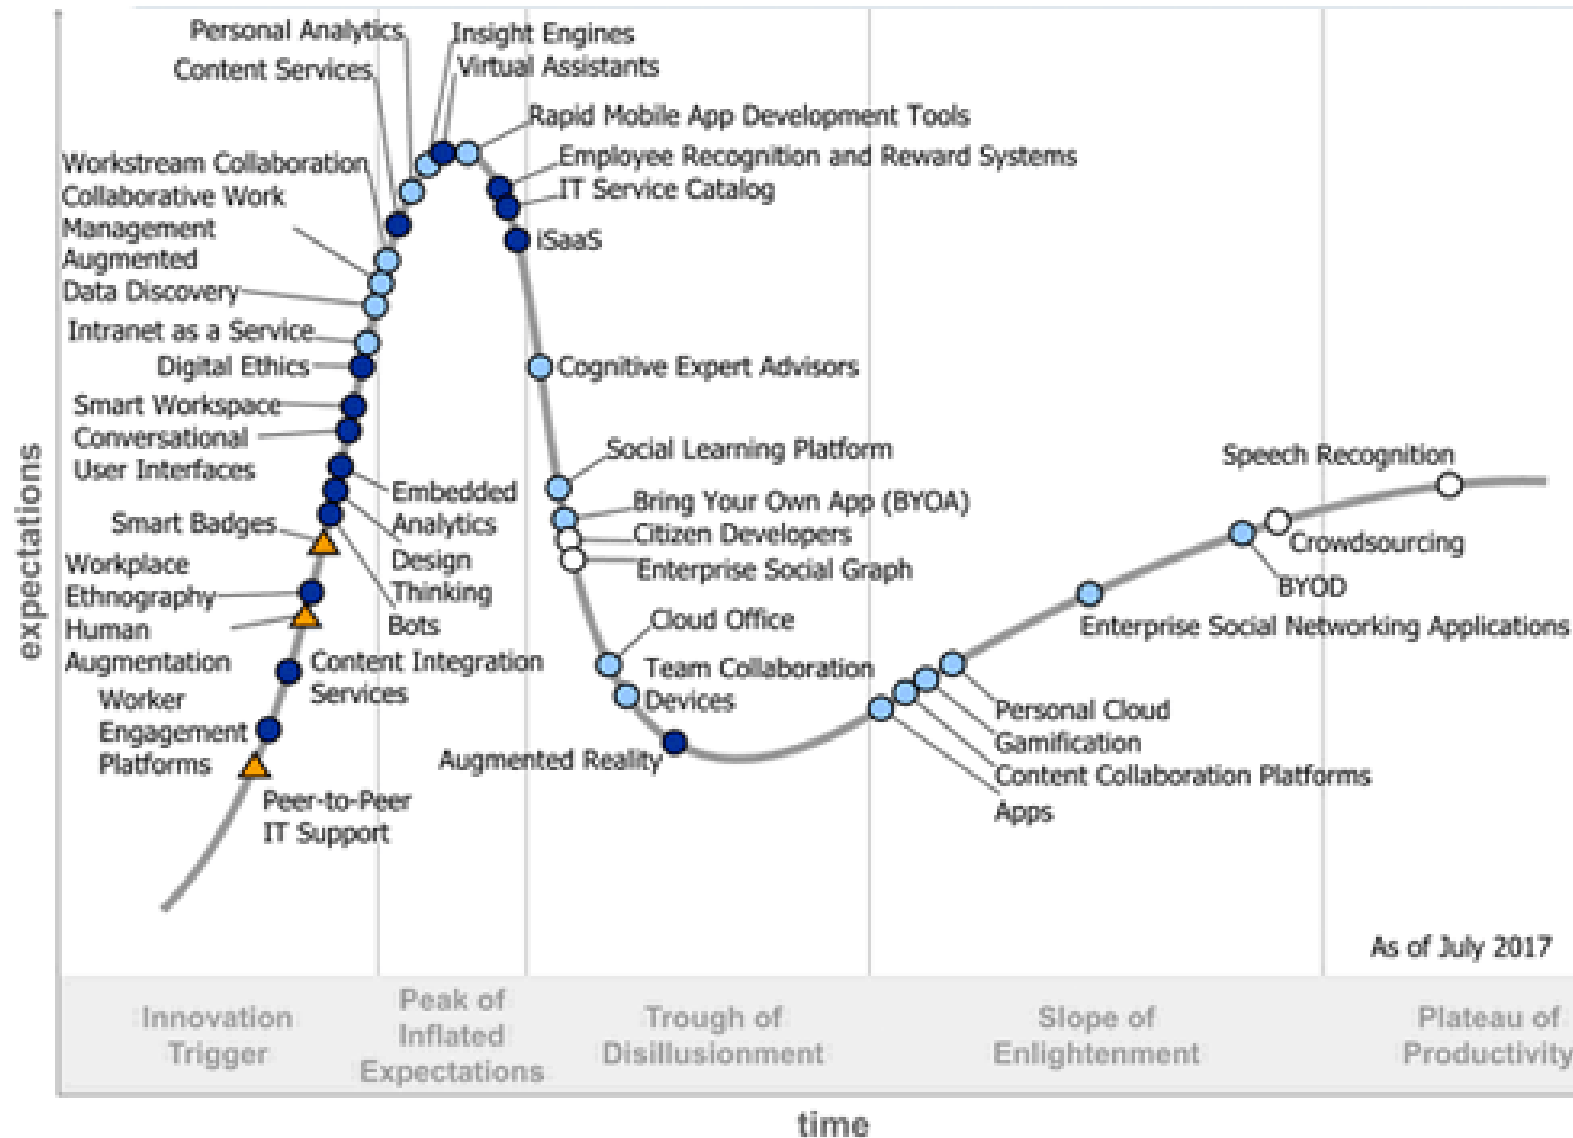 Personal Analytics
Insight Engines
Content Services
Virtual Assistants
Rapid Mobile App Development Tools
Workstream Collaboration
Employee Recognition and Reward Systems
Collaborative Work
Management
IT Service Catalog
iSaaS
Augmented
Data Discovery
Intranet as a Service
Digital Ethics
Cognitive Expert Advisors
Smart Workspace
Conversational
User Interfaces
Social Learning Platform
Speech Recognition
Embedded
Analytics
Bring Your Own App (BYOA)
Smart Badges
Citizen Developers
Crowdsourcing
Design
Thinking
Enterprise Social Graph
Workplace
Ethnography
BYOD
Bots
Cloud Office
Enterprise Social Networking Applications
Human
Augmentation
Content Integration
Services
Team Collaboration
Devices
Worker
Engagement
Platforms
Personal Cloud
Gamification
Augmented Reality
Content Collaboration Platforms
Apps
Peer-to-Peer
IT Support
expectations
As of July 2017
Innovation
Trigger
Peak of
Inflated
Expectations
Trough of
Disillusionment
Slope of
Enlightenment
Plateau of
Productivity
time